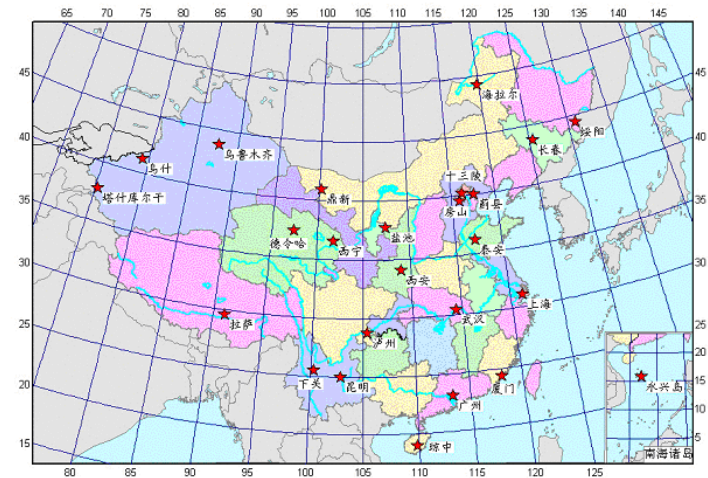 65 70 75 80 85 90 95 100 105 110 115 120 125 130 135 140 145
45 45
40 40
35 35
30 30
25 25
20
15
海拉尔
绥阳
长春
乌鲁木齐
乌什
塔什库尔干
十三陵
蔚县
房山
鼎新
盐池
德令哈
西宁
泰安
西安
上海
拉萨
武汉
泸州
下关
昆明
厦门
广州
琼中
20
15
10
5
永兴岛
南海诸岛
80 85 90 95 100 105 110 115 120 125